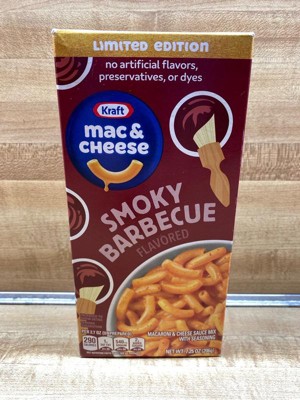 LIMITED EDITION
no artificial flavors,
preservatives, or dyes
Kraft
mac&
cheese
SMOKY
BARBECUE
FLAVORED
290
MACARONI & CHEESE SAUCE MIX
WITH SEASONING